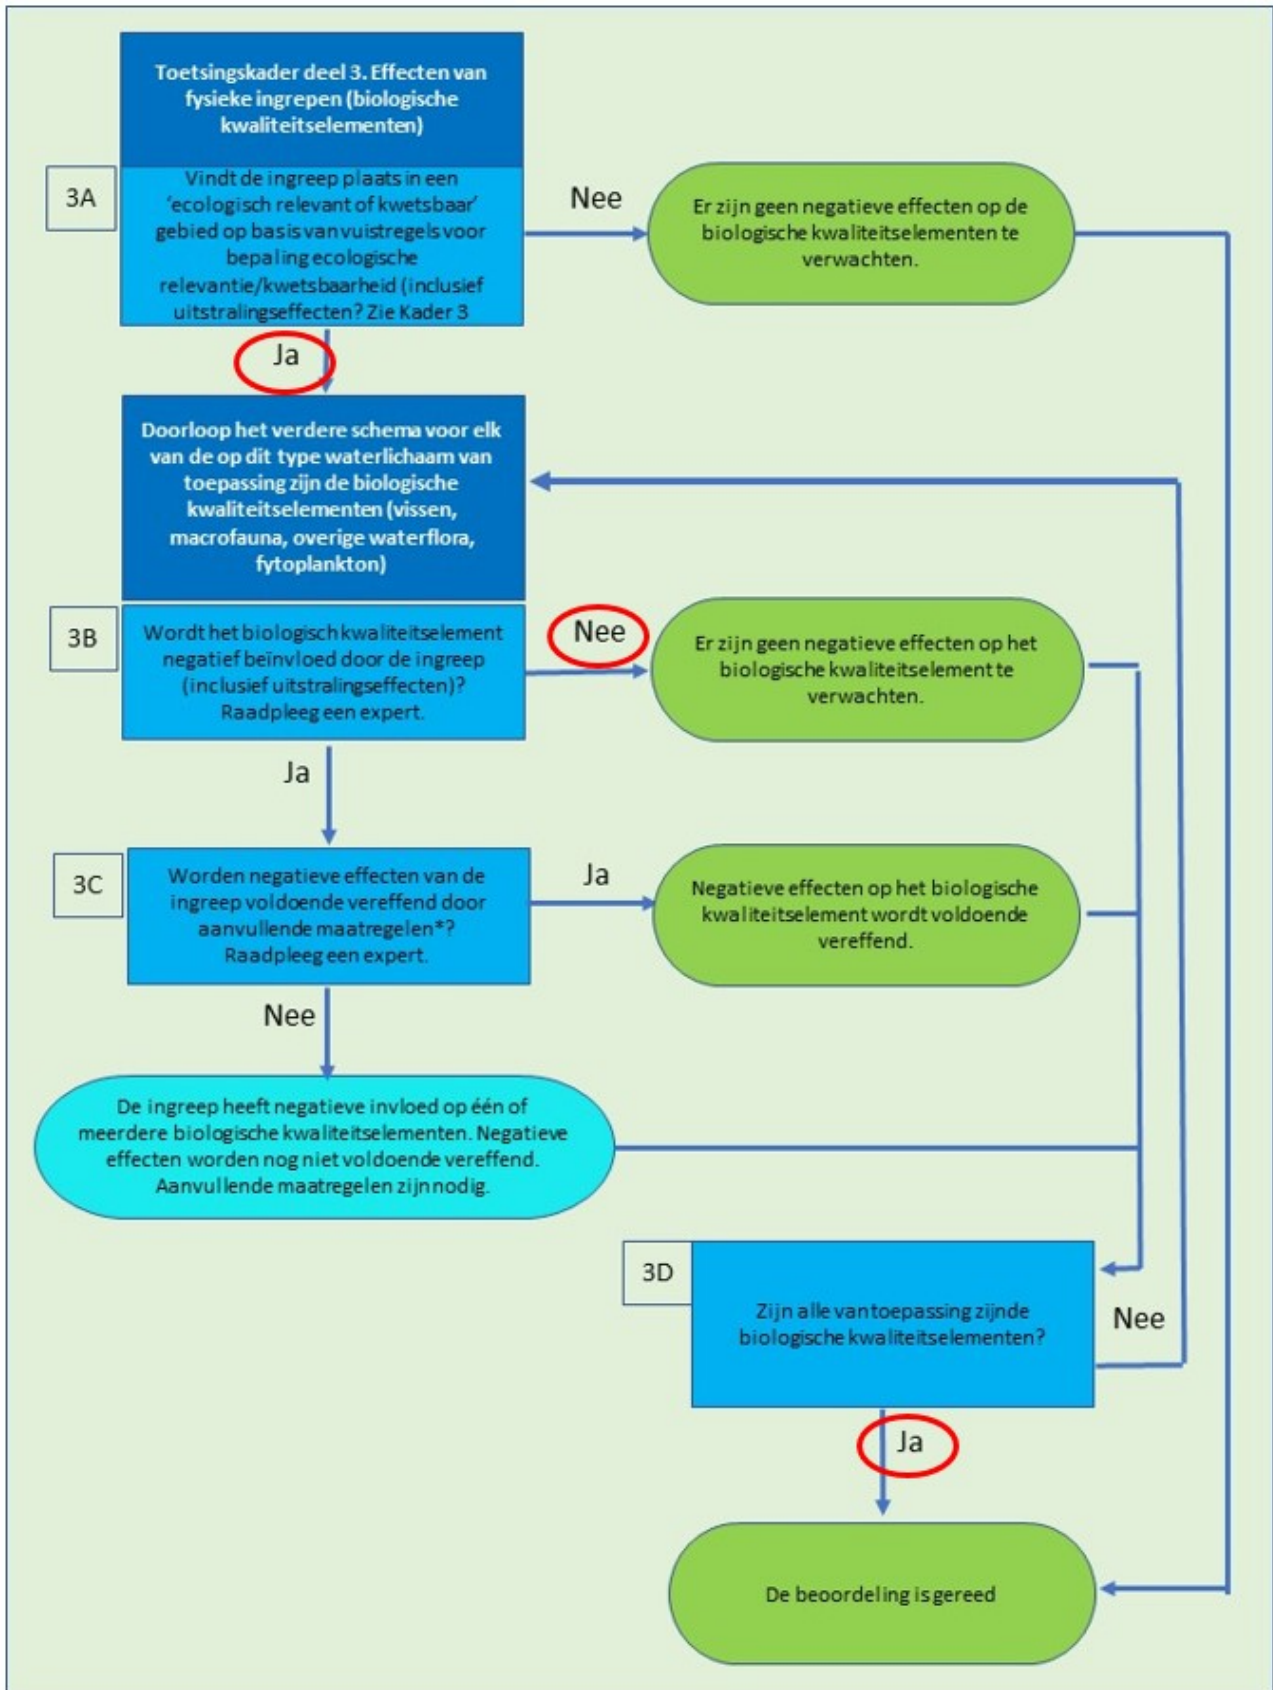 Toetsingskader deel 3. Effecten van
fysieke ingrepen (biologische
kwaliteitselementen)
3A
Vindt de ingreep plaats in een
‘ecologisch relevant of kwetsbaar’
gebied op basis van vuistregels voor
bepaling ecologische
relevantie/kwetsbaarheid (inclusief
uitstralingseffecten? Zie Kader 3
Nee
Er zijn geen negatieve effecten op de
biologische kwaliteitselementen te
verwachten.
Ja
Doorloop het verdere schema voor elk
van de op dit type waterlichaam van
toepassing zijn de biologische
kwaliteitselementen (vissen,
macrofauna, overige waterflora,
fytoplankton)
3B
Wordt het biologisch kwaliteitselement
negatief beïnvloed door de ingreep
(inclusief uitstralingseffecten)?
Raadpleeg een expert.
Nee
Er zijn geen negatieve effecten op het
biologische kwaliteitselement te
verwachten.
Ja
3C
Worden negatieve effecten van de
ingreep voldoende vereffend door
aanvullende maatregelen*?
Raadpleeg een expert.
Ja
Negatieve effecten op het biologische
kwaliteitselement wordt voldoende
vereffend.
Nee
De ingreep heeft negatieve invloed op één of
meerdere biologische kwaliteitselementen. Negatieve
effecten worden nog niet voldoende vereffend.
Aanvullende maatregelen zijn nodig.
3D
Zijn alle van toepassing zijnde
biologische kwaliteitselementen?
Nee
Ja
De beoordeling is gereed